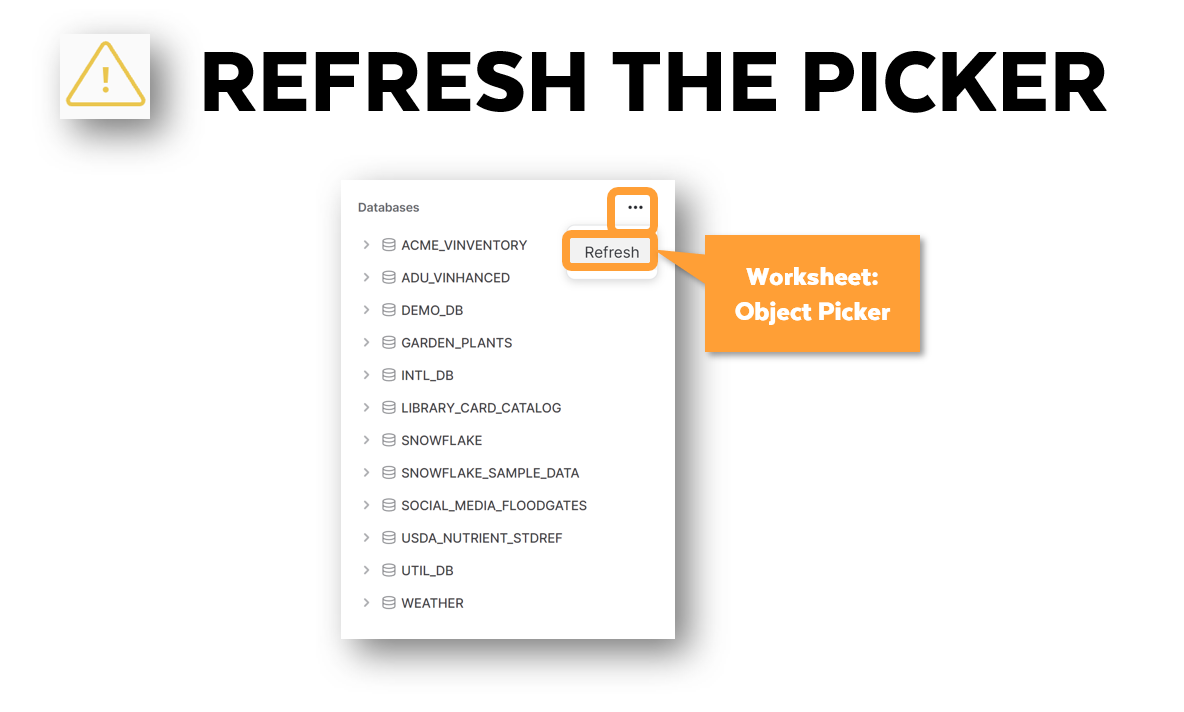 REFRESH THE PICKER
Databases
Refresh
ACME_VINVENTORY
ADU_VINHANCED
DEMO_DB
GARDEN_PLANTS
INTL_DB
LIBRARY_CARD_CATALOG
SNOWFLAKE
SNOWFLAKE_SAMPLE_DATA
SOCIAL_MEDIA_FLOODGATES
USDA_NUTRIENT_STDREF
UTIL_DB
WEATHER
Worksheet:
Object Picker